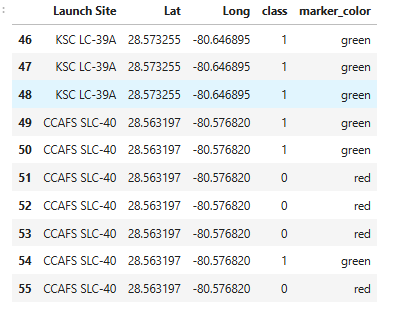 Launch Site Lat Long class marker_color
46 KSC LC-39A 28.573255 -80.646895 1 green
47 KSC LC-39A 28.573255 -80.646895 1 green
48 KSC LC-39A 28.573255 -80.646895 1 green
49 CCAFS SLC-40 28.563197 -80.576820 1 green
50 CCAFS SLC-40 28.563197 -80.576820 1 green
51 CCAFS SLC-40 28.563197 -80.576820 0 red
52 CCAFS SLC-40 28.563197 -80.576820 0 red
53 CCAFS SLC-40 28.563197 -80.576820 0 red
54 CCAFS SLC-40 28.563197 -80.576820 1 green
55 CCAFS SLC-40 28.563197 -80.576820 0 red